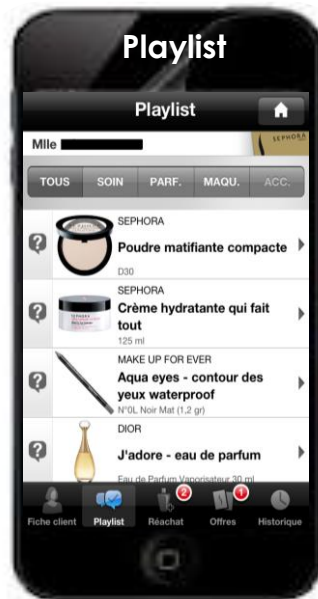 Playlist
Playlist
Mlle
SEPHORA
TOUS SOIN PARF. MAQU. ACC.
SEPHORA
Poudre matifiante compacte
D30
SEPHORA
Crème hydratante qui fait
tout
125 ml
MAKE UP FOR EVER
Aqua eyes - contour des
yeux waterproof
N°0L Noir Mat (1,2 gr)
DIOR
J'adore - eau de parfum
Eau de Parfum Vaporisateur 30 ml
2 1
Fiche client Playlist Réachat Offres Historique